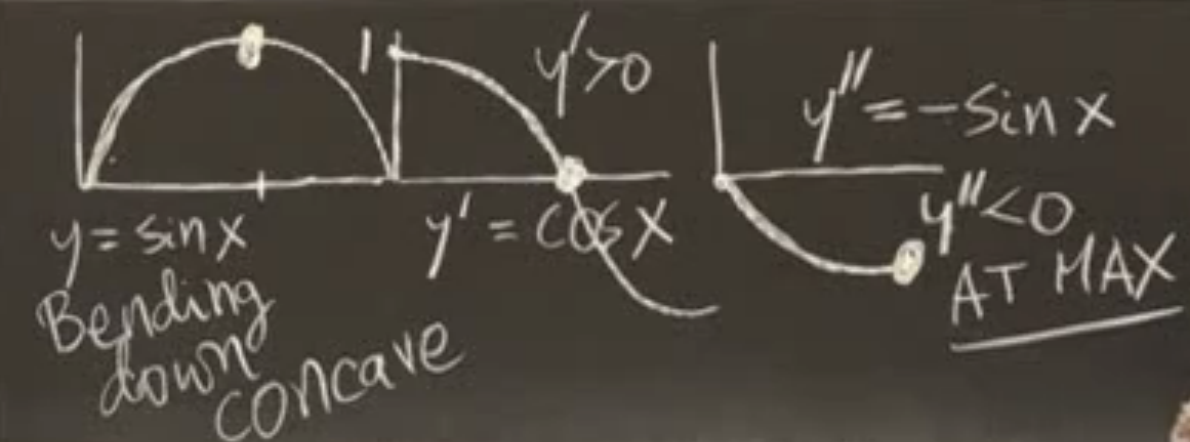 y = sin x
Bending
down
concave
1
y' > 0
y' = cos x
y'' = -sin x
y'' < 0
AT MAX